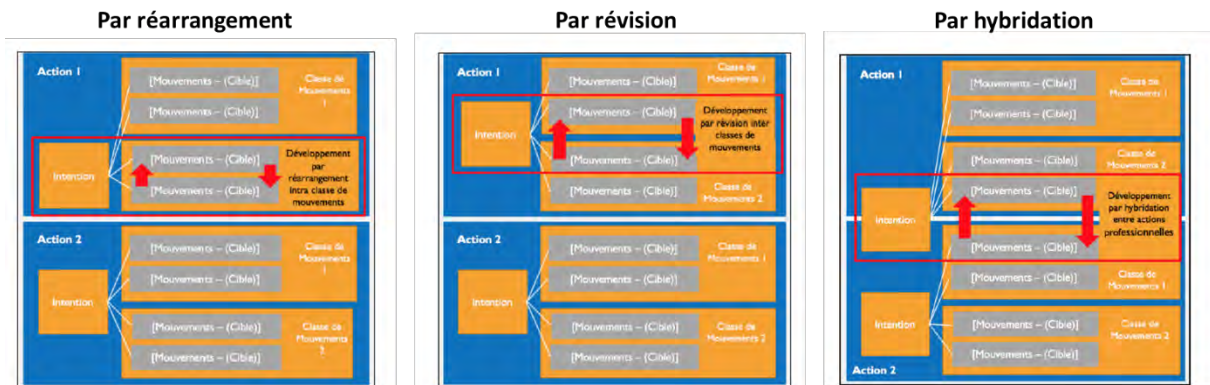 Par réarrangement
Action 1
[Mouvements – (Cible)]
Classe de
Mouvements
1
[Mouvements – (Cible)]
Intention
[Mouvements – (Cible)]
[Mouvements – (Cible)]
Développement
par
réarrangement
intra classe de
mouvements
Action 2
[Mouvements – (Cible)]
Classe de
Mouvements
1
[Mouvements – (Cible)]
Intention
[Mouvements – (Cible)]
[Mouvements – (Cible)]
Classe de
Mouvements
2
Par révision
Action 1
[Mouvements – (Cible)]
Classe de
Mouvements 1
[Mouvements – (Cible)]
Intention
[Mouvements – (Cible)]
Développement
par révision inter
classes de
mouvements
[Mouvements – (Cible)]
Classe de
Mouvements 2
Action 2
[Mouvements – (Cible)]
Classe de
Mouvements 1
[Mouvements – (Cible)]
Intention
[Mouvements – (Cible)]
Classe de
Mouvements 2
[Mouvements – (Cible)]
Par hybridation
Action 1
[Mouvements – (Cible)]
Classe de
Mouvements 1
[Mouvements – (Cible)]
[Mouvements – (Cible)]
Classe de
Mouvements 2
[Mouvements – (Cible)]
Intention
Développement
par hybridation
entre actions
professionnelles
[Mouvements – (Cible)]
[Mouvements – (Cible)]
Classe de
Mouvements 1
Intention
[Mouvements – (Cible)]
Classe de
Mouvements 2
[Mouvements – (Cible)]
Action 2